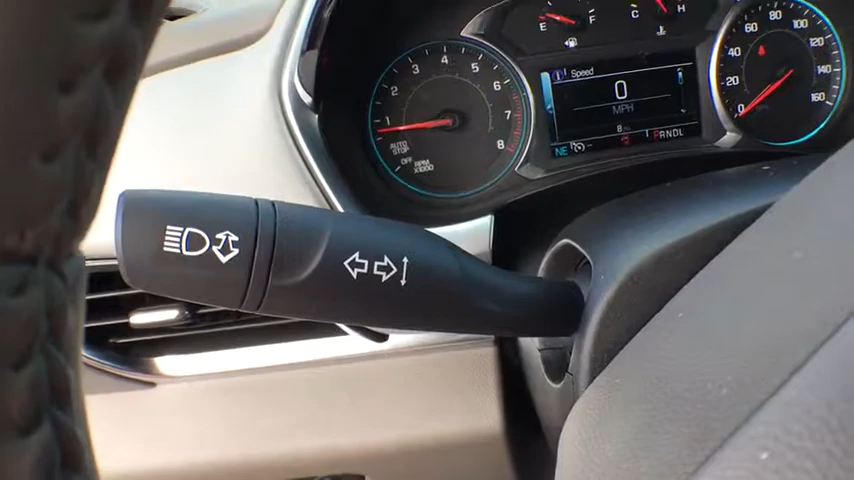 E F C H
1 2 3 4 5 6 7 8
AUTO STOP
OFF
RPM X1000
Speed
0
MPH
NE 8 PRNDL
0 20 40 60 80 100 120 140 160